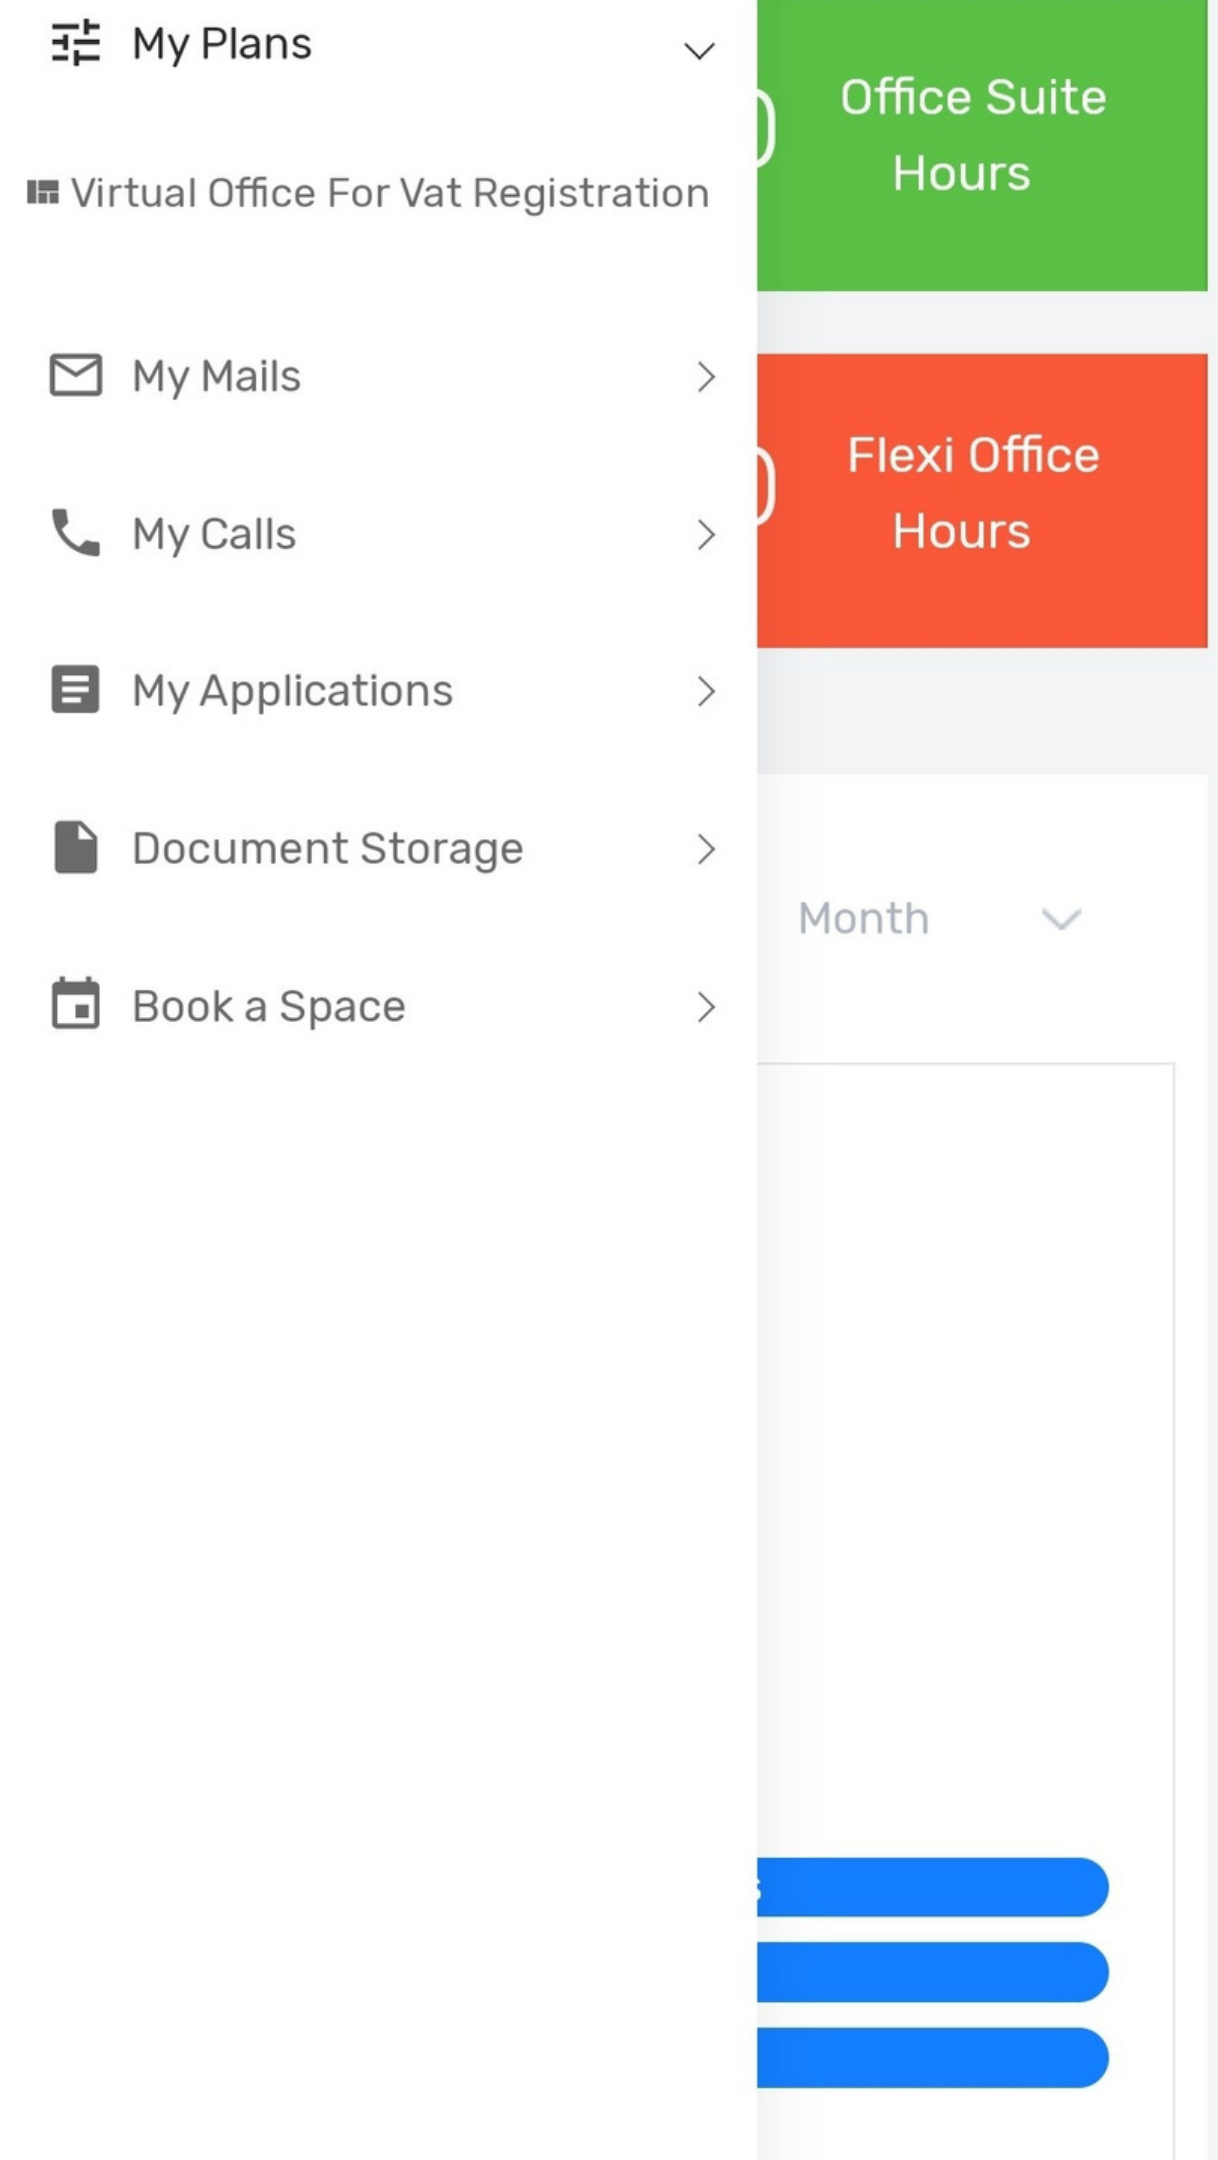 My Plans
Virtual Office For Vat Registration
My Mails
My Calls
My Applications
Document Storage
Book a Space
Office Suite
Hours
Flexi Office
Hours
Month